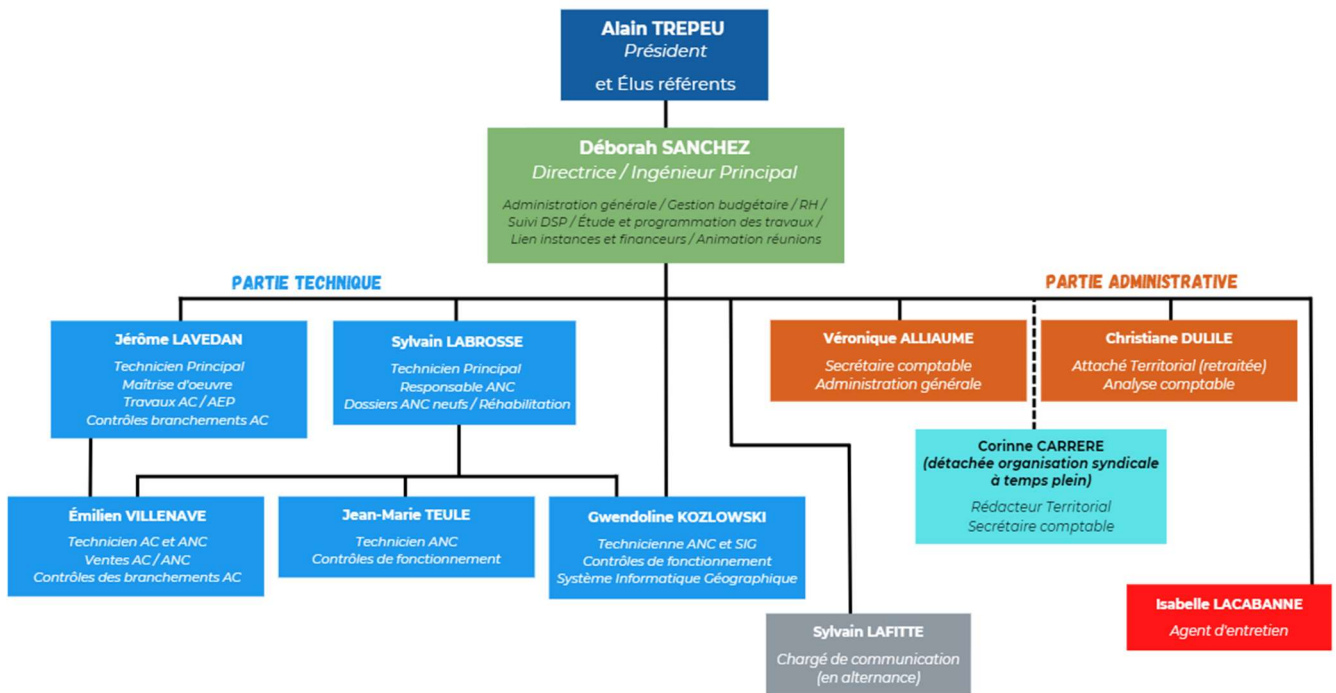 Alain TREPEU
Président
et Élus référents
Déborah SANCHEZ
Directrice / Ingénieur Principal
Administration générale / Gestion budgétaire / RH /
Suivi DSP / Étude et programmation des travaux /
Lien instances et financeurs / Animation réunions
PARTIE TECHNIQUE
PARTIE ADMINISTRATIVE
Jérôme LAVEDAN
Technicien Principal
Maîtrise d'oeuvre
Travaux AC / AEP
Contrôles branchements AC
Sylvain LABROSSE
Technicien Principal
Responsable ANC
Dossiers ANC neufs / Réhabilitation
Véronique ALLIAUME
Secrétaire comptable
Administration générale
Christiane DULILE
Attaché Territorial (retraitée)
Analyse comptable
Corinne CARRERE
(détachée organisation syndicale
à temps plein)
Rédacteur Territorial
Secrétaire comptable
Émilien VILLENAVE
Technicien AC et ANC
Ventes AC / ANC
Contrôles des branchements AC
Jean-Marie TEULE
Technicien ANC
Contrôles de fonctionnement
Gwendoline KOZLOWSKI
Technicienne ANC et SIG
Contrôles de fonctionnement
Système Informatique Géographique
Sylvain LAFITTE
Chargé de communication
(en alternance)
Isabelle LACABANNE
Agent d'entretien